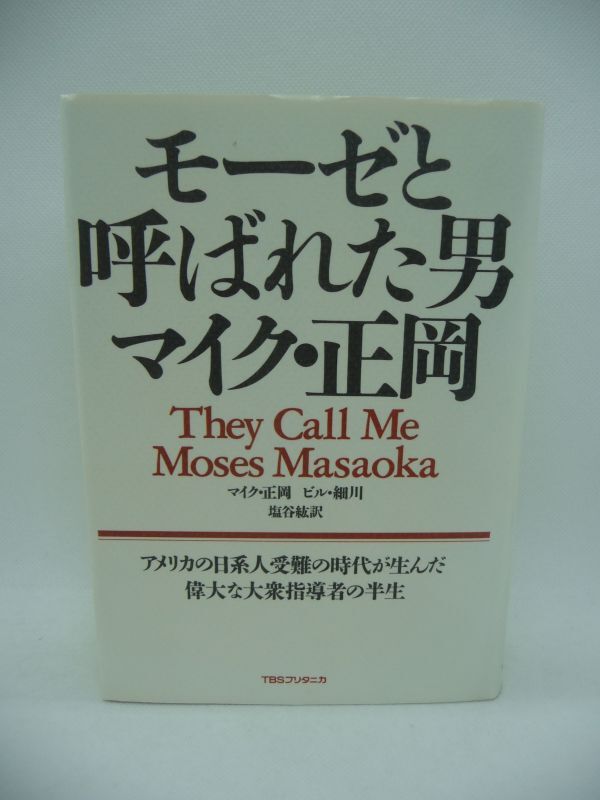 モーゼと
呼ばれた男
マイク・正岡
They Call Me
Moses Masaoka
マイク・正岡 ビル・細川
塩谷紘訳
アメリカの日系人受難の時代が生んだ
偉大な大衆指導者の半生
TBSブリタニカ